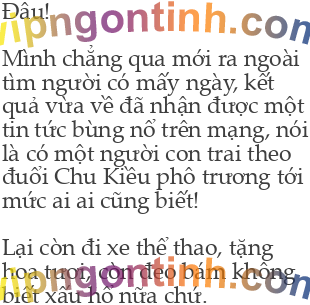 Đâu!
vipngontinh.com
Mình chẳng qua mới ra ngoài
tìm người có mấy ngày, kết
quả vừa về đã nhận được một
tin tức bùng nổ trên mạng, nói
là có một người con trai theo
đuổi Chu Kiều phô trương tới
mức ai ai cũng biết!
Lại còn đi xe thể thao, tặng
hoa tươi, còn đeo bám không
vipngontinh.com
biết xấu hổ nữa chứ.